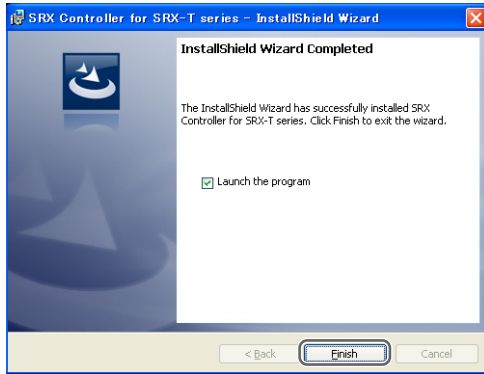 SRX Controller for SRX-T series - InstallShield Wizard
InstallShield Wizard Completed
The InstallShield Wizard has successfully installed SRX
Controller for SRX-T series. Click Finish to exit the wizard.
Launch the program
< Back
Finish
Cancel